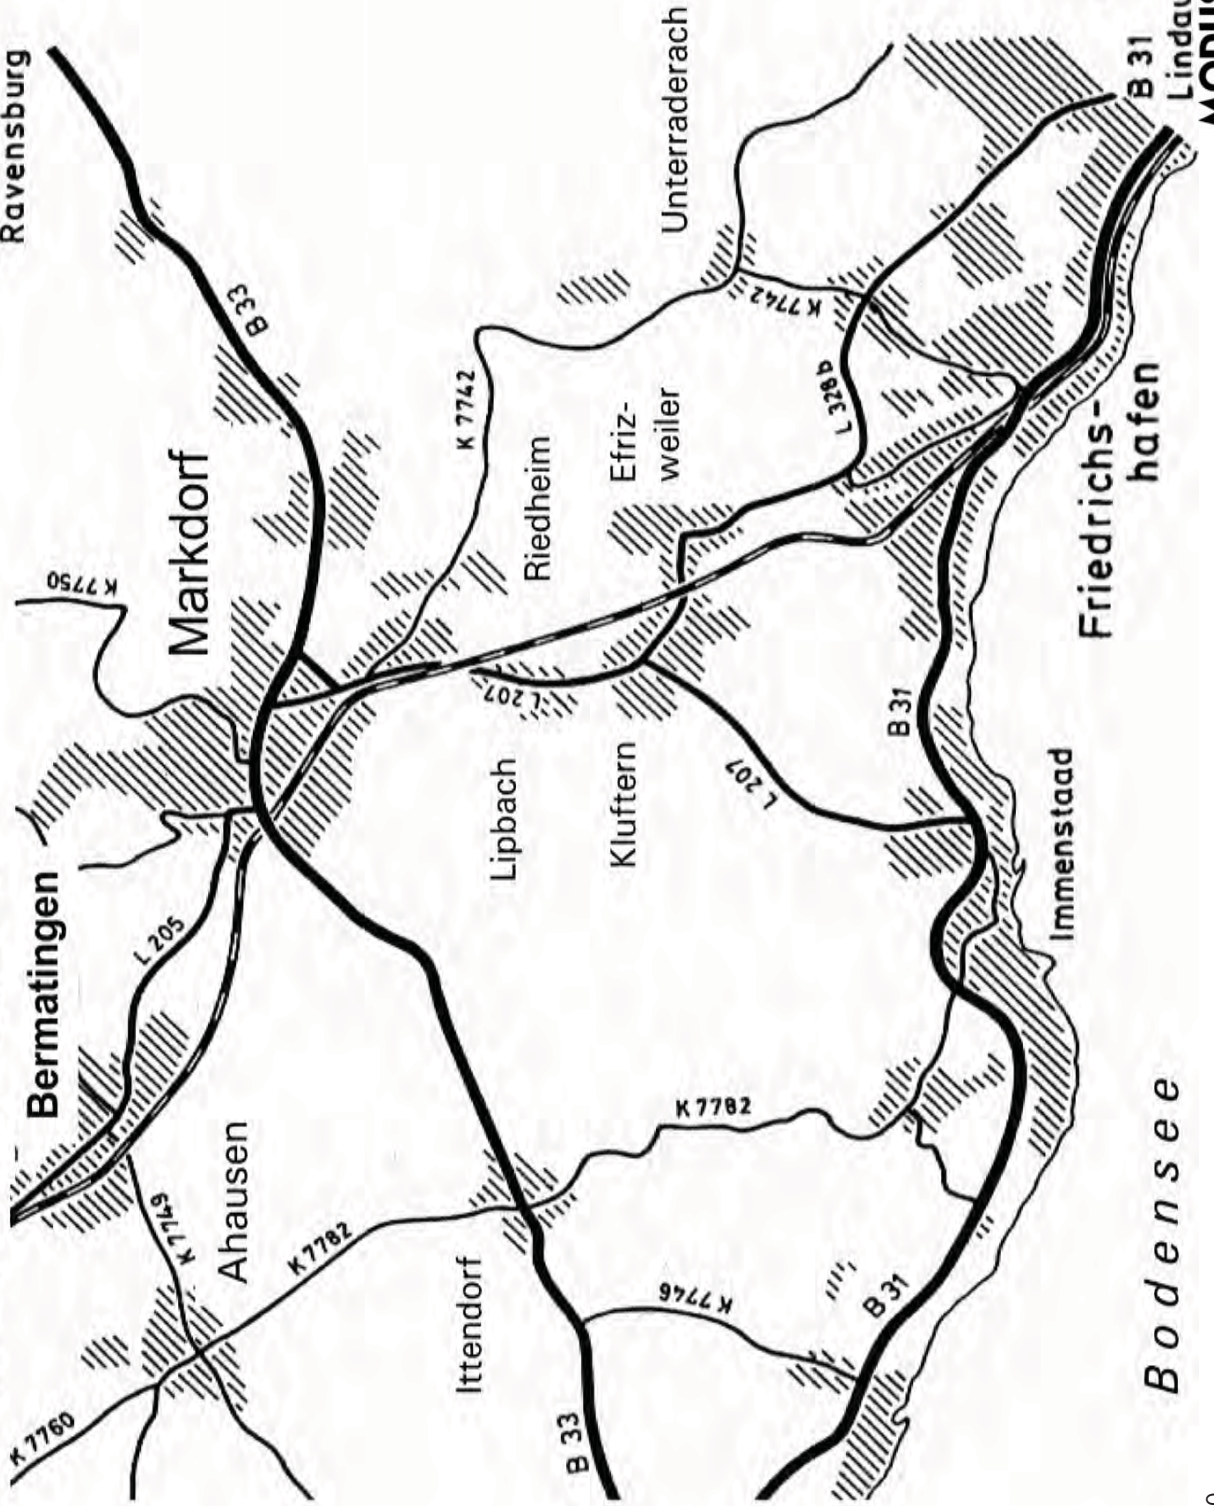 Ravensburg
B 33
K 7750
Markdorf
Bermatingen
L 205
K 7749
Ahausen
K 7760
K 7782
Ittendorf
B 33
K 7746
K 7782
K 7742
Riedheim
Efriz-
weiler
Unterraderach
K 7742
L 328b
L 207
Lipbach
Kluftern
L 207
B 31
B 31
Immenstaad
Friedrichs-
hafen
B 31
Lindau
Bodensee